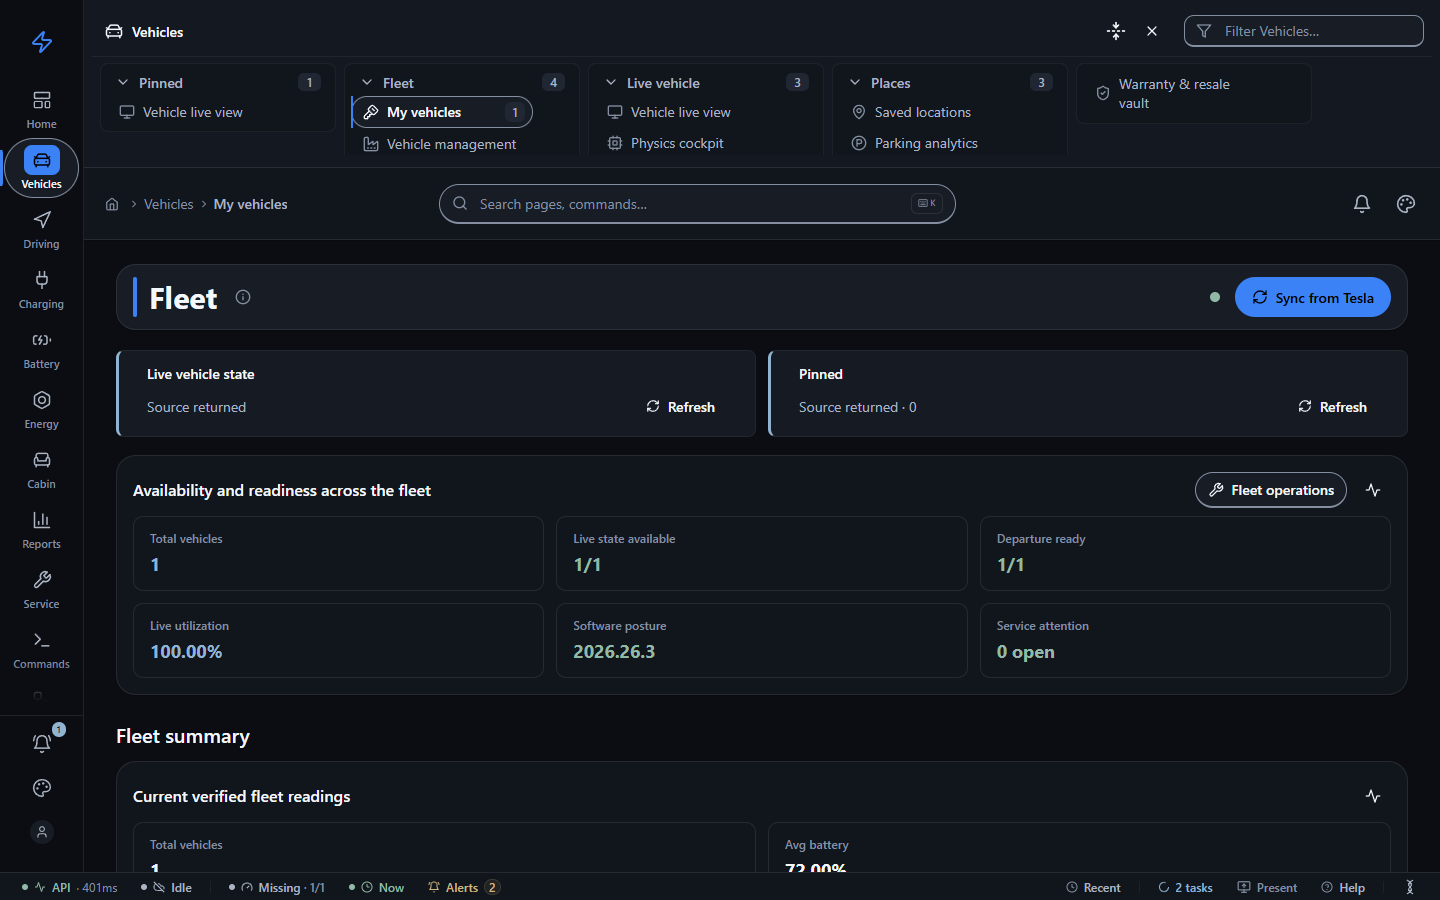 Vehicles
Filter Vehicles...
Home
Vehicles
Driving
Charging
Battery
Energy
Cabin
Reports
Service
Commands
1
Pinned
1
Vehicle live view
Fleet
4
My vehicles
1
Vehicle management
Live vehicle
3
Vehicle live view
Physics cockpit
Places
3
Saved locations
Parking analytics
Warranty & resale
vault
Vehicles
My vehicles
Search pages, commands...
K
Fleet
Sync from Tesla
Live vehicle state
Source returned
Refresh
Pinned
Source returned · 0
Refresh
Availability and readiness across the fleet
Fleet operations
Total vehicles
1
Live state available
1/1
Departure ready
1/1
Live utilization
100.00%
Software posture
2026.26.3
Service attention
0 open
Fleet summary
Current verified fleet readings
Total vehicles
1
Avg battery
72.00%
API · 401ms
Idle
Missing · 1/1
Now
Alerts 2
Recent
2 tasks
Present
Help